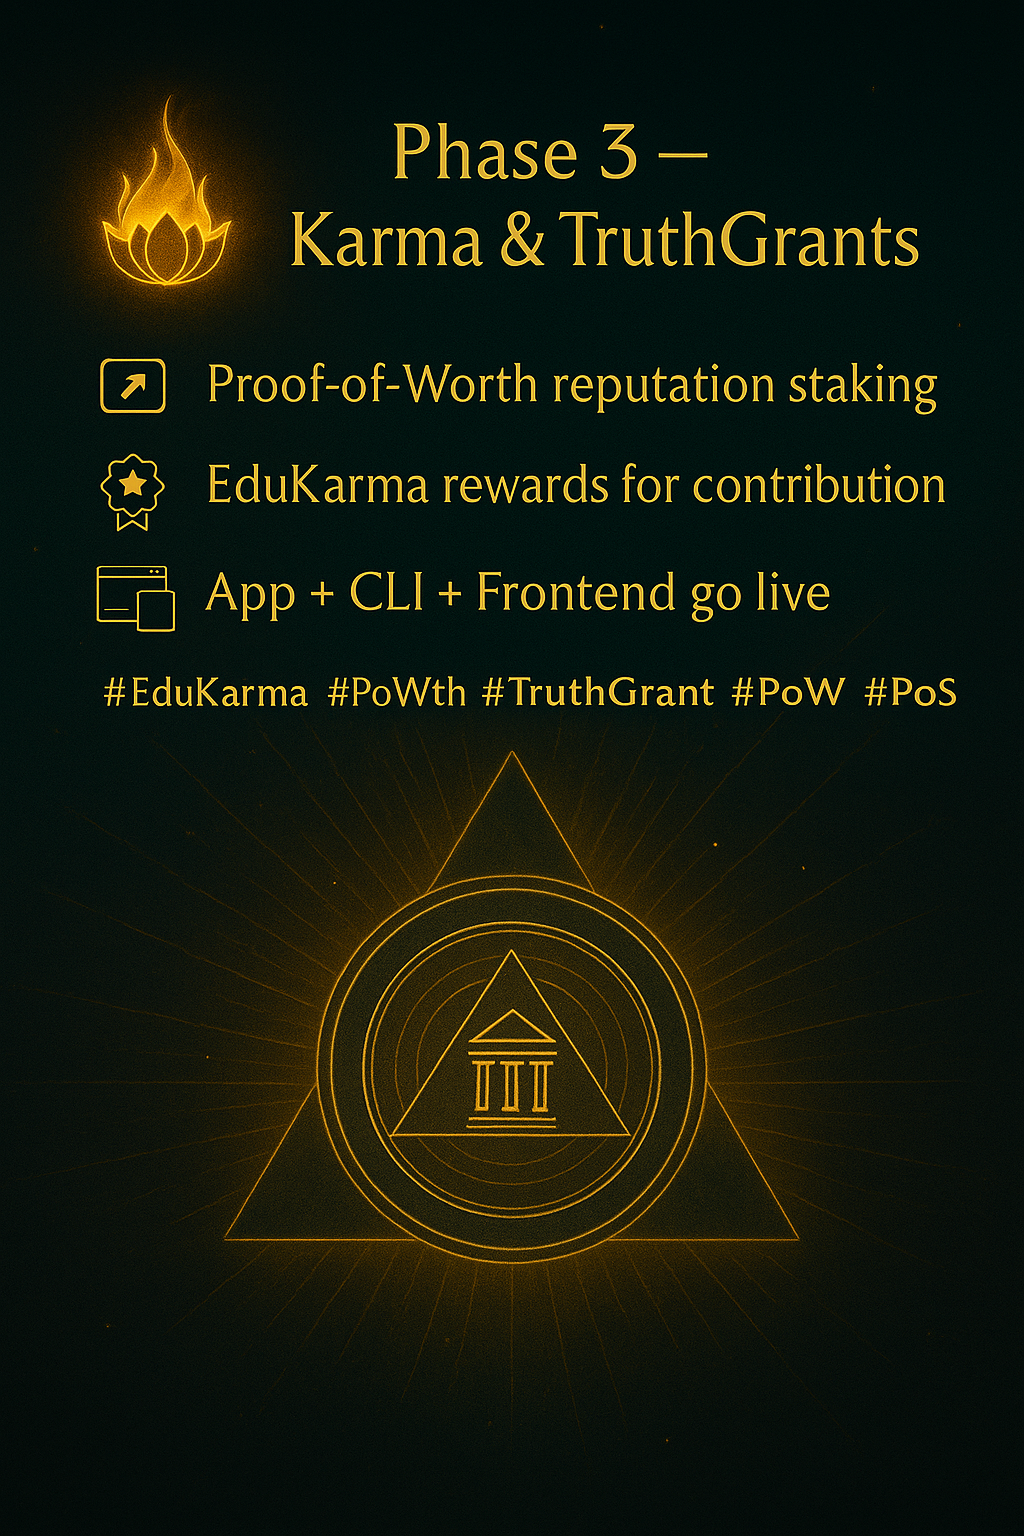 Phase 3 —
Karma & TruthGrants
Proof-of-Worth reputation staking
EduKarma rewards for contribution
App + CLI + Frontend go live
#EduKarma #PoWth #TruthGrant #PoW #PoS